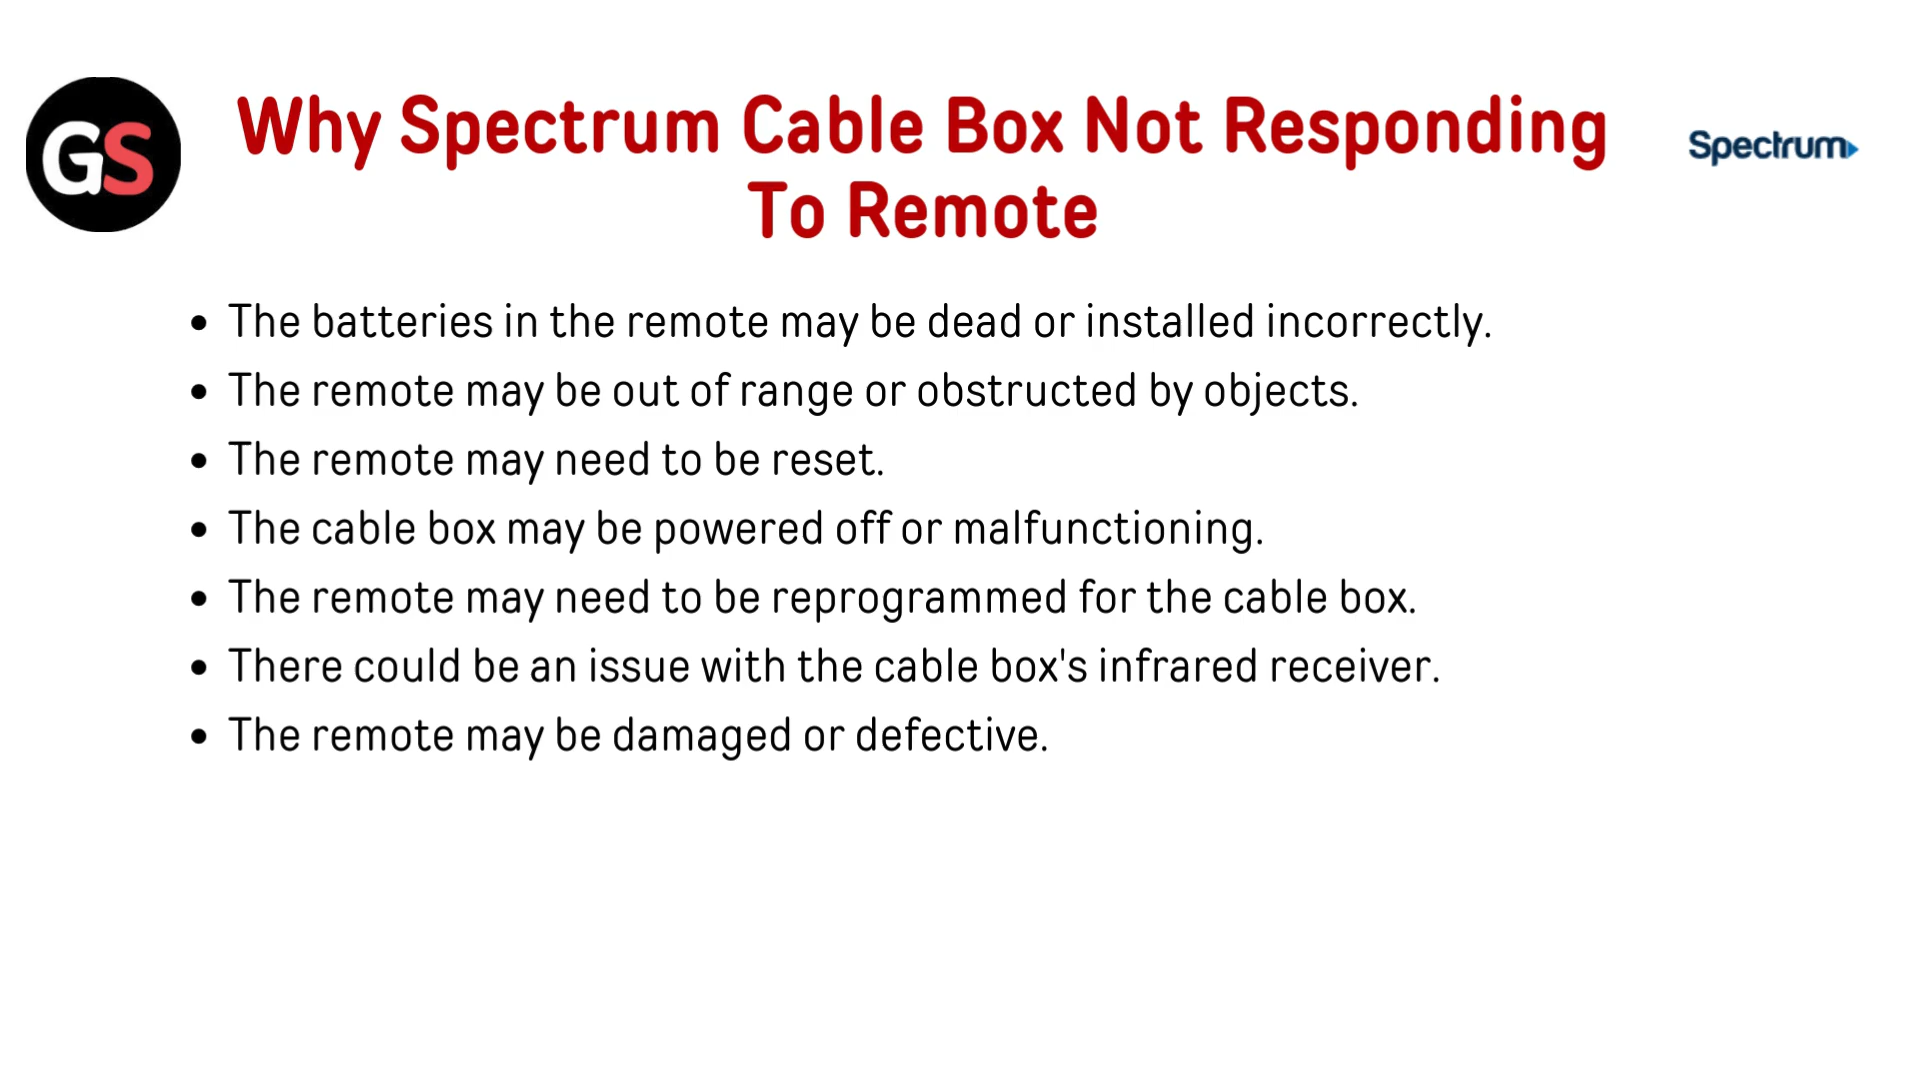 GS
Why Spectrum Cable Box Not Responding
To Remote
Spectrum
• The batteries in the remote may be dead or installed incorrectly.
• The remote may be out of range or obstructed by objects.
• The remote may need to be reset.
• The cable box may be powered off or malfunctioning.
• The remote may need to be reprogrammed for the cable box.
• There could be an issue with the cable box's infrared receiver.
• The remote may be damaged or defective.